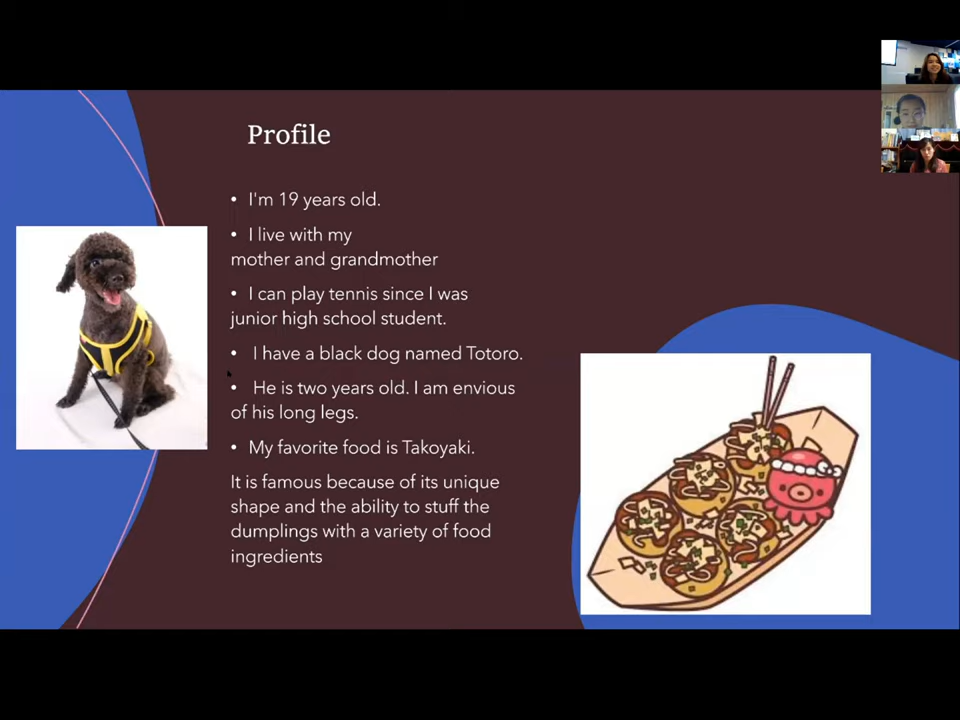 Profile
• I'm 19 years old.
• I live with my
mother and grandmother
• I can play tennis since I was
junior high school student.
• I have a black dog named Totoro.
• He is two years old. I am envious
of his long legs.
• My favorite food is Takoyaki.
It is famous because of its unique
shape and the ability to stuff the
dumplings with a variety of food
ingredients